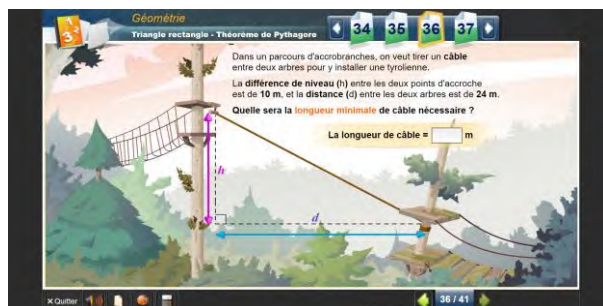 Géométrie
Triangle rectangle - Théorème de Pythagore
34 35 36 37
Dans un parcours d'accrobranches, on veut tirer un câble
entre deux arbres pour y installer une tyrolienne.
La différence de niveau (h) entre les deux points d'accroche
est de 10 m, et la distance (d) entre les deux arbres est de 24 m.
Quelle sera la longueur minimale de câble nécessaire ?
La longueur de câble = m
h
d
× Quitter
36 / 41